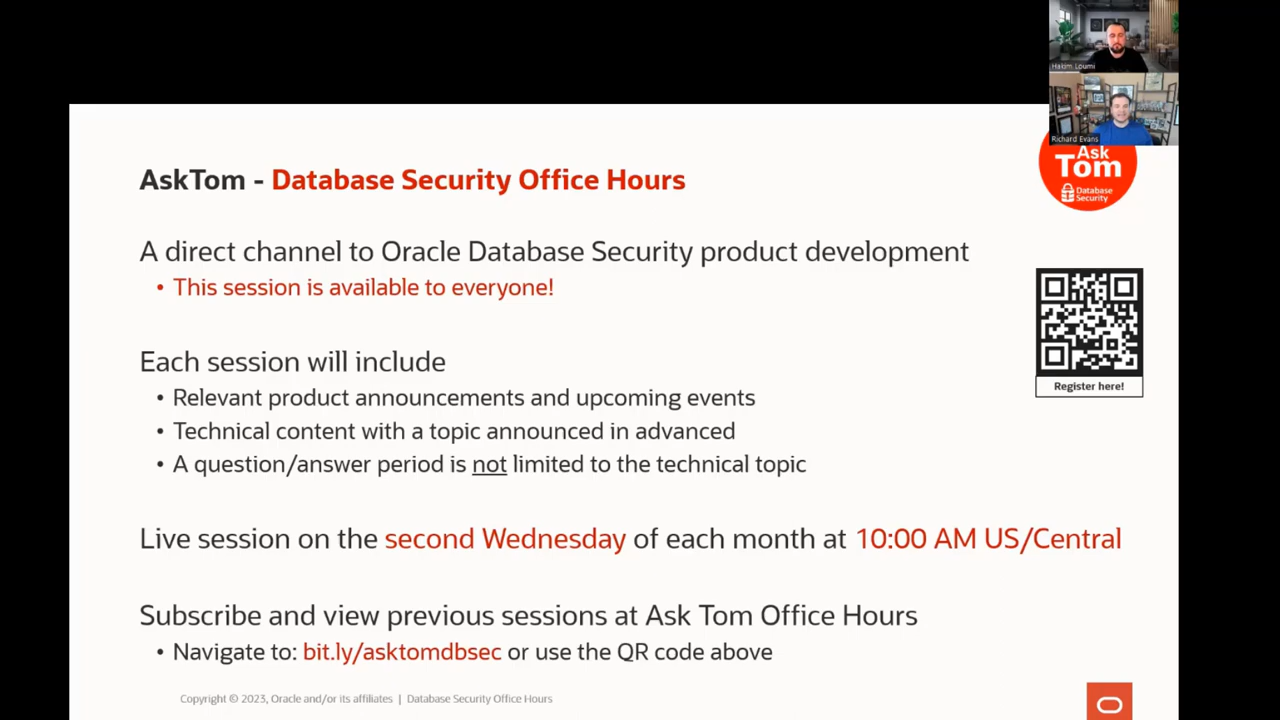 Hakim Loumi
Richard Evans
Ask
Tom
Database
Security
AskTom - Database Security Office Hours
A direct channel to Oracle Database Security product development
• This session is available to everyone!
Register here!
Each session will include
• Relevant product announcements and upcoming events
• Technical content with a topic announced in advanced
• A question/answer period is not limited to the technical topic
Live session on the second Wednesday of each month at 10:00 AM US/Central
Subscribe and view previous sessions at Ask Tom Office Hours
• Navigate to: bit.ly/asktomdbsec or use the QR code above
Copyright © 2023, Oracle and/or its affiliates | Database Security Office Hours